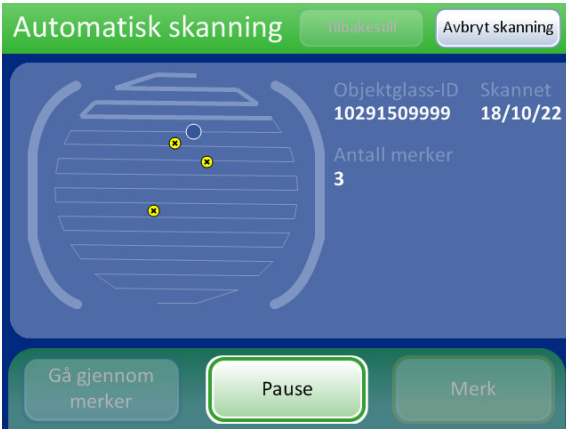 Automatisk skanning
Tilbakestill
Avbryt skanning
Objektglass-ID Skannet
10291509999 18/10/22
Antall merker
3
Gå gjennom
merker
Pause
Merk